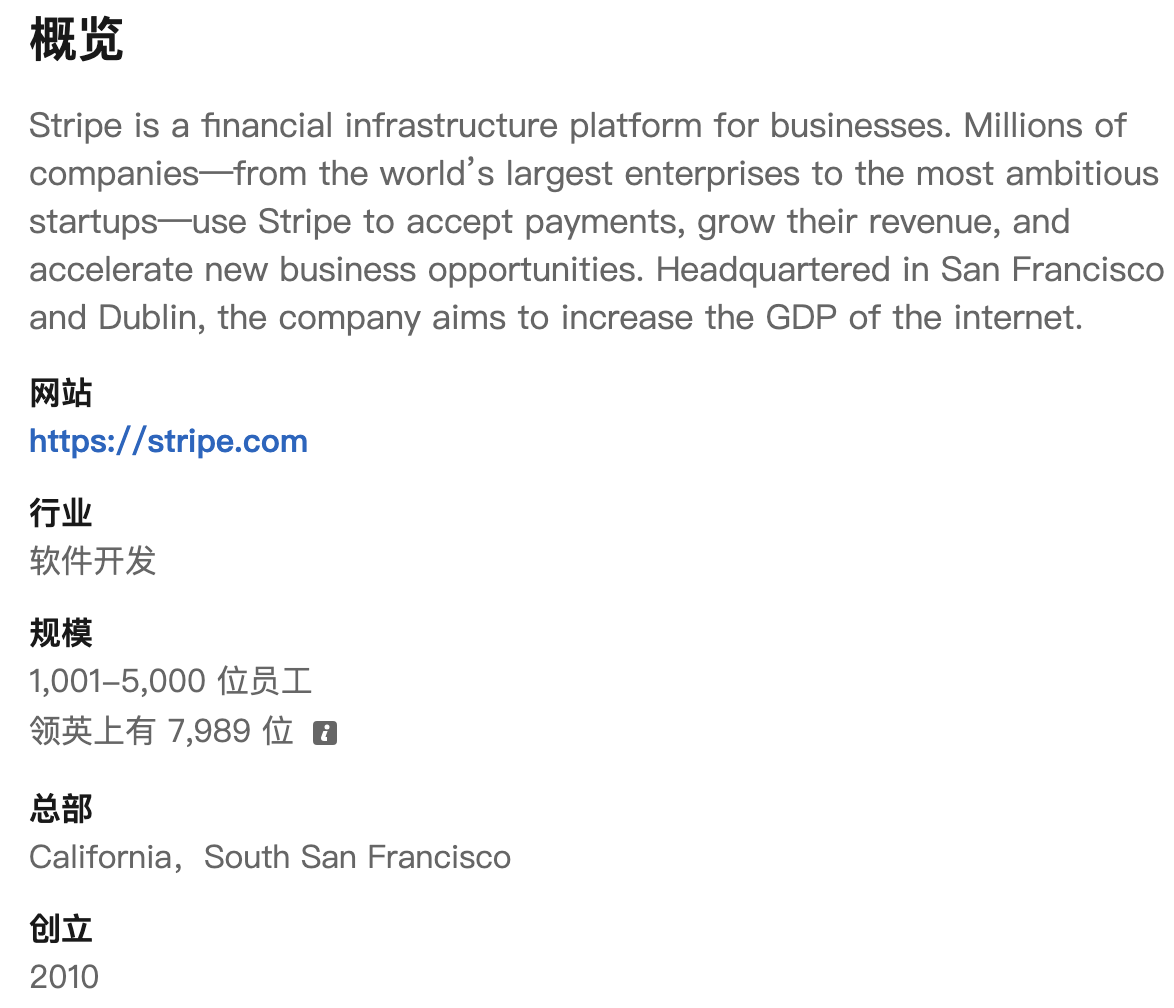 概览
Stripe is a financial infrastructure platform for businesses. Millions of
companies—from the world’s largest enterprises to the most ambitious
startups—use Stripe to accept payments, grow their revenue, and
accelerate new business opportunities. Headquartered in San Francisco
and Dublin, the company aims to increase the GDP of the internet.
网站
https://stripe.com
行业
软件开发
规模
1,001–5,000 位员工
领英上有 7,989 位
总部
California，South San Francisco
创立
2010